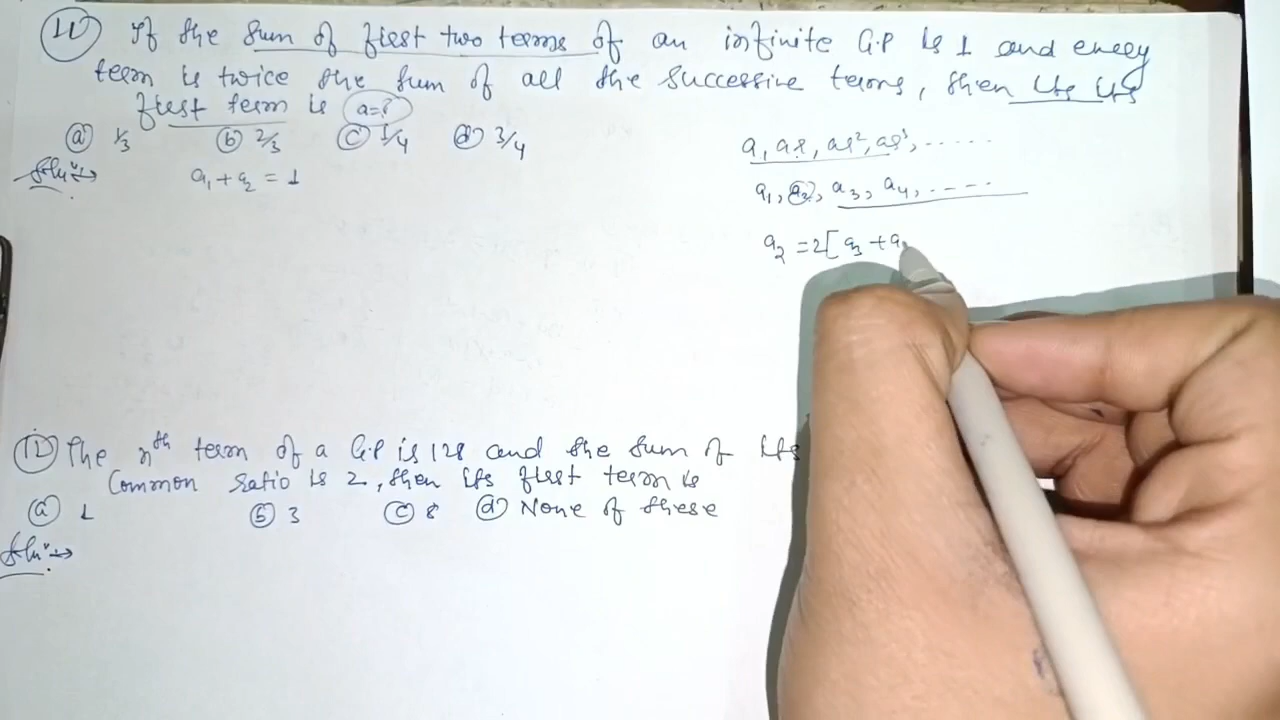 11 If the sum of first two terms of an infinite G.P is 1 and every
term is twice the sum of all the successive terms, then its its
first term is a=?
(a) 1/3 (b) 2/3 (c) 1/4 (d) 3/4
Solnⁿ→ a₁ + a₂ = 1
a, ar, ar², ar³, .....
a₁, a₂, a₃, a₄, .....
a₂ = 2[a₃ + a
12 The nᵗʰ term of a G.P is 128 and the sum of its
Common ratio is 2, then its first term is
(a) 1 (b) 3 (c) 8 (d) None of these
Solnⁿ→